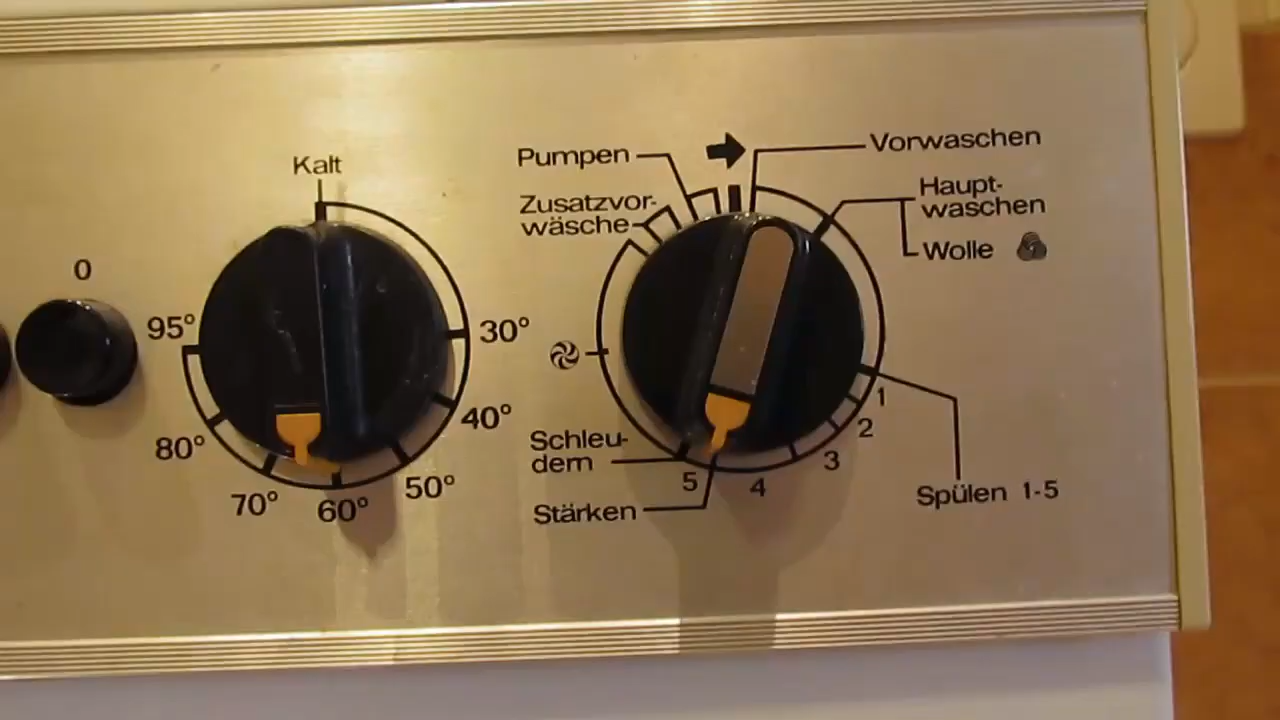 0
Kalt
30°
40°
50°
60°
70°
80°
95°
Pumpen
Zusatzvor-
wäsche
Schleu-
dern
Stärken
Vorwaschen
Haupt-
waschen
Wolle
1
2
3
4
5
Spülen 1-5